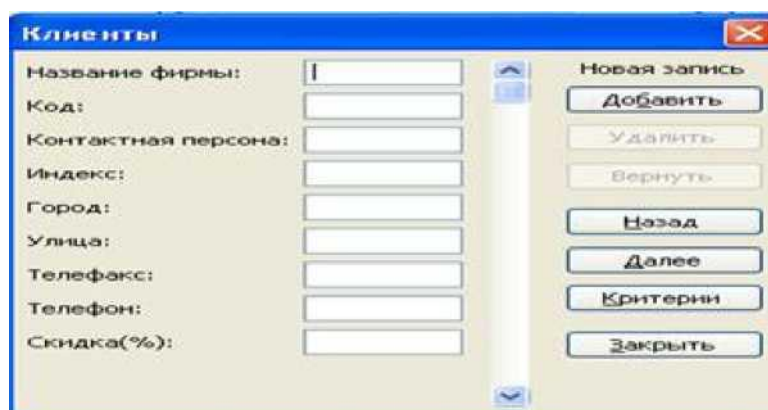 Клиенты
Название фирмы:
Код:
Контактная персона:
Индекс:
Город:
Улица:
Телефакс:
Телефон:
Скидка(%):
Новая запись
Добавить
Удалить
Вернуть
Назад
Далее
Критерии
Закрыть